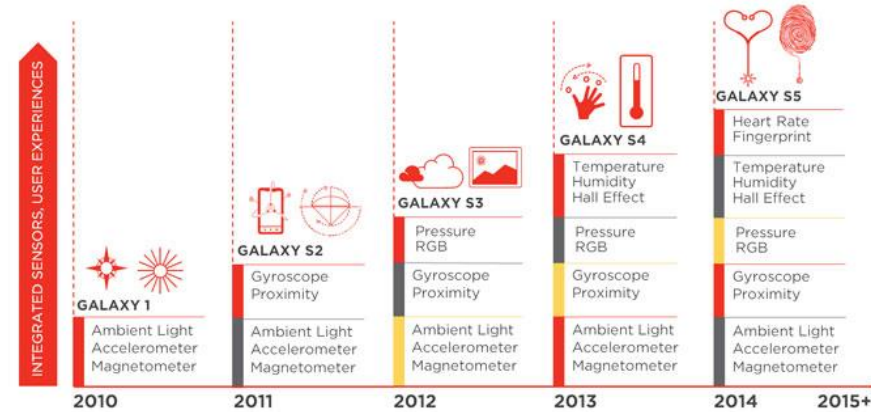 INTEGRATED SENSORS, USER EXPERIENCES
GALAXY 1
Ambient Light
Accelerometer
Magnetometer
GALAXY S2
Gyroscope
Proximity
Ambient Light
Accelerometer
Magnetometer
GALAXY S3
Pressure
RGB
Gyroscope
Proximity
Ambient Light
Accelerometer
Magnetometer
GALAXY S4
Temperature
Humidity
Hall Effect
Pressure
RGB
Gyroscope
Proximity
Ambient Light
Accelerometer
Magnetometer
GALAXY S5
Heart Rate
Fingerprint
Temperature
Humidity
Hall Effect
Pressure
RGB
Gyroscope
Proximity
Ambient Light
Accelerometer
Magnetometer
2010 2011 2012 2013 2014 2015+